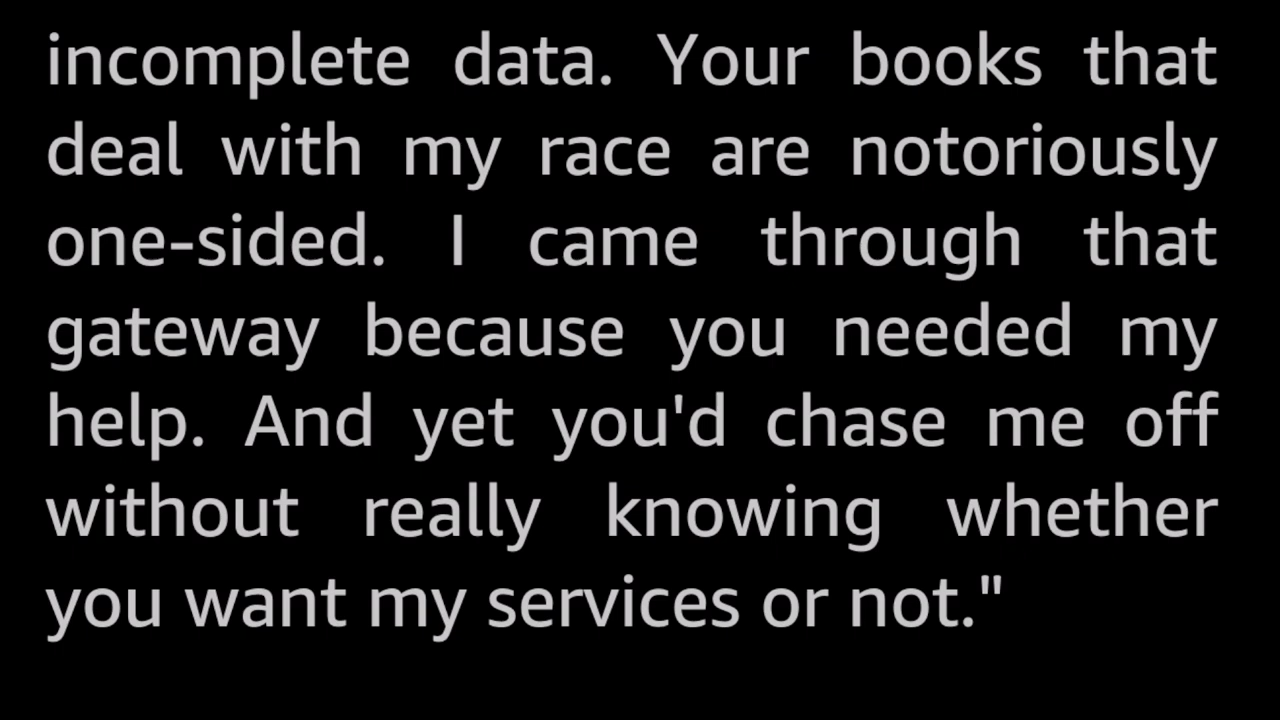 incomplete data. Your books that
deal with my race are notoriously
one-sided. I came through that
gateway because you needed my
help. And yet you'd chase me off
without really knowing whether
you want my services or not."